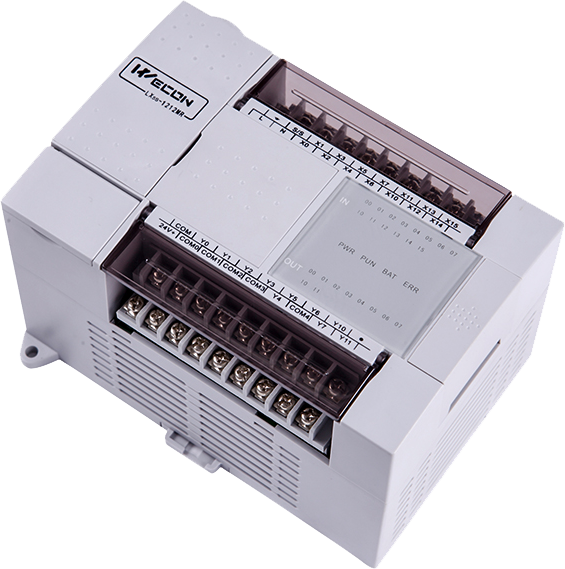 WECON
LX5S-1212MR
⏚ S/S X1 X3 X5 X7 X11 X13 X15
L N X0 X2 X4 X6 X10 X12 X14
IN 00 01 02 03 04 05 06 07
10 11 12 13 14 15
PWR PUN BAT ERR
OUT 00 01 02 03 04 05 06 07
10 11
COM Y0 Y1 Y2 Y3 Y5 Y6 Y10 •
24V+ COM0 COM1 COM2 COM3 Y4 COM4 Y7 Y11